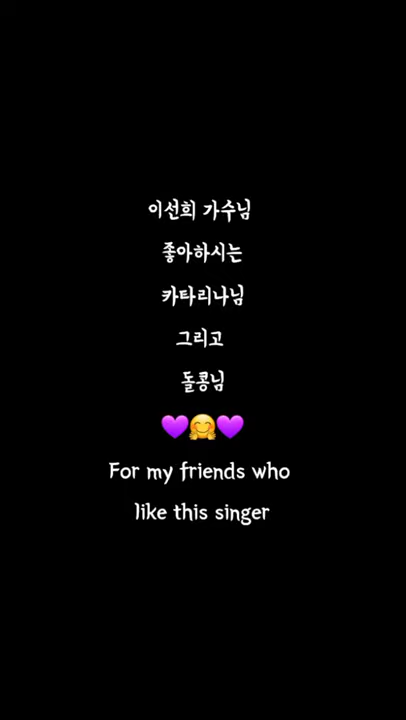 이선희 가수님
좋아하시는
카타리나님
그리고
돌콩님
💜🤗💜
For my friends who
like this singer